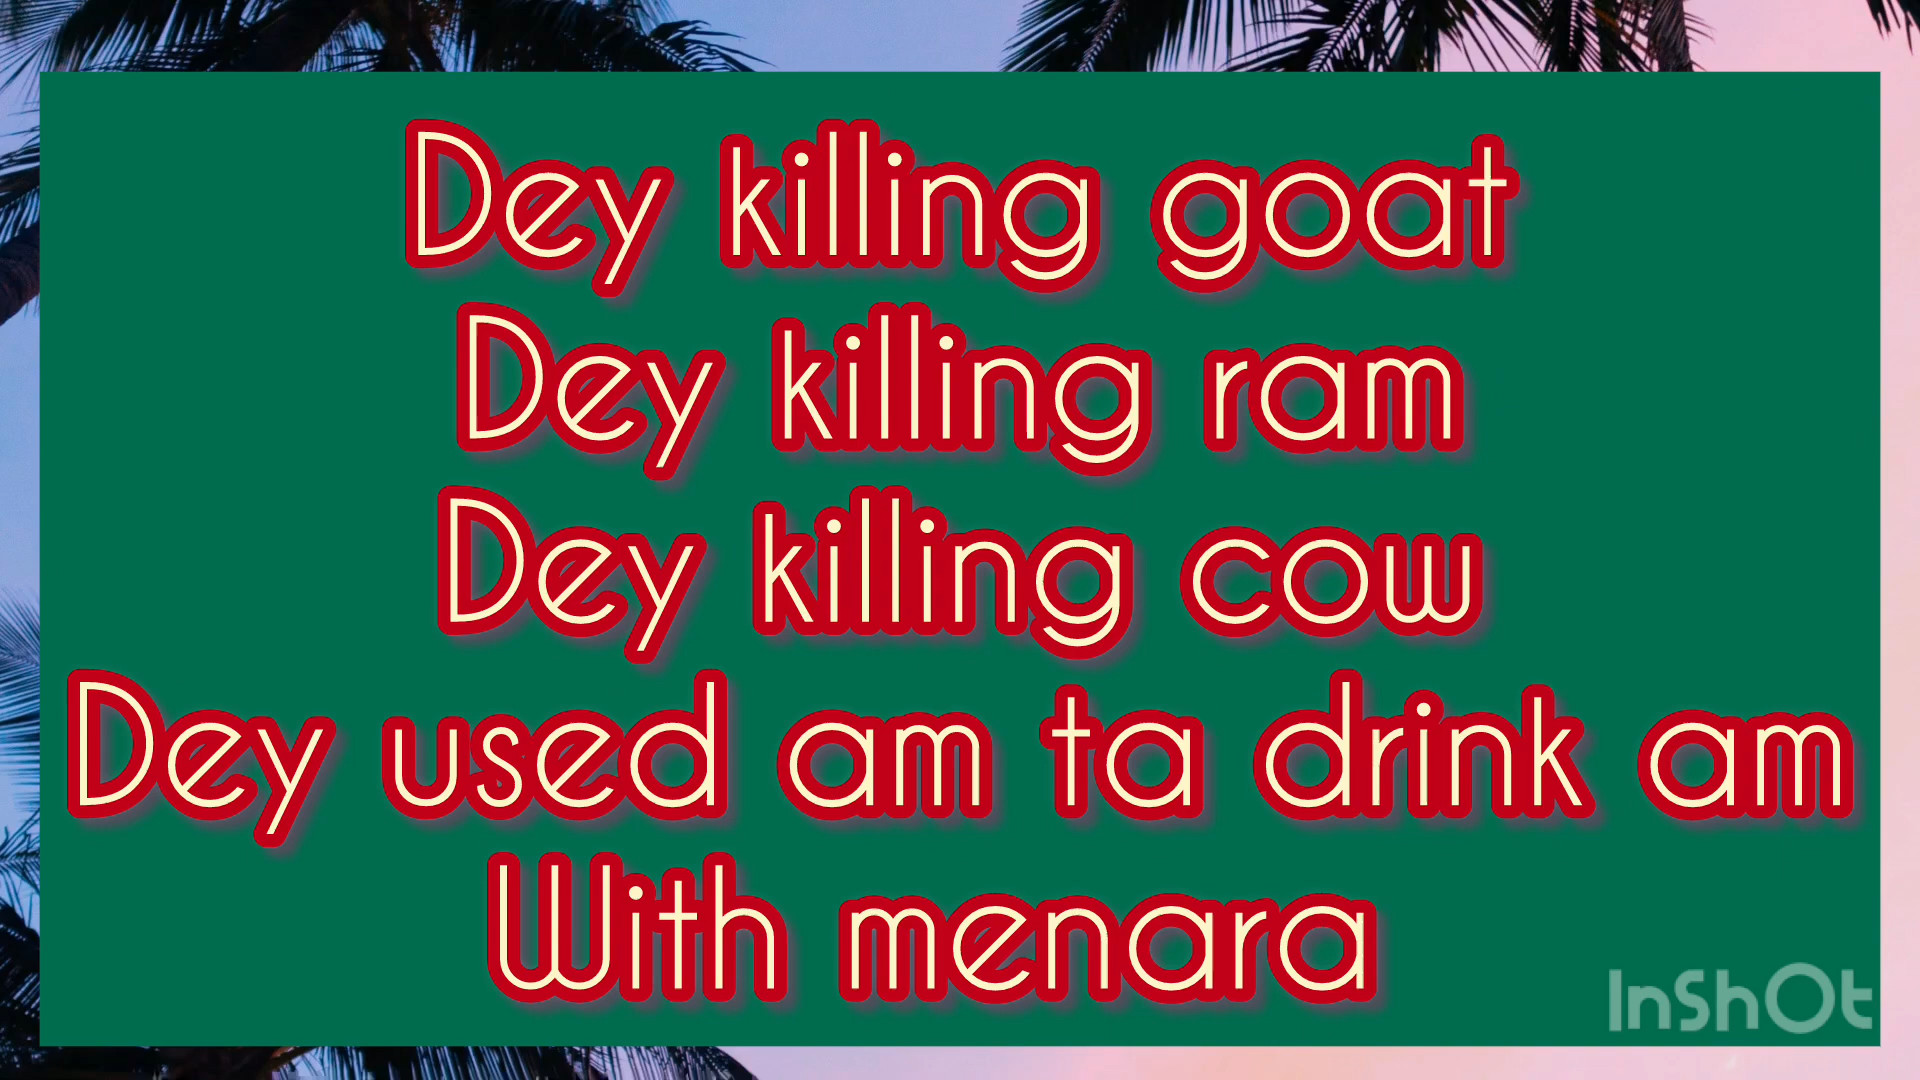 Dey killing goat
Dey killing ram
Dey killing cow
Dey used am ta drink am
With menara
InShOt